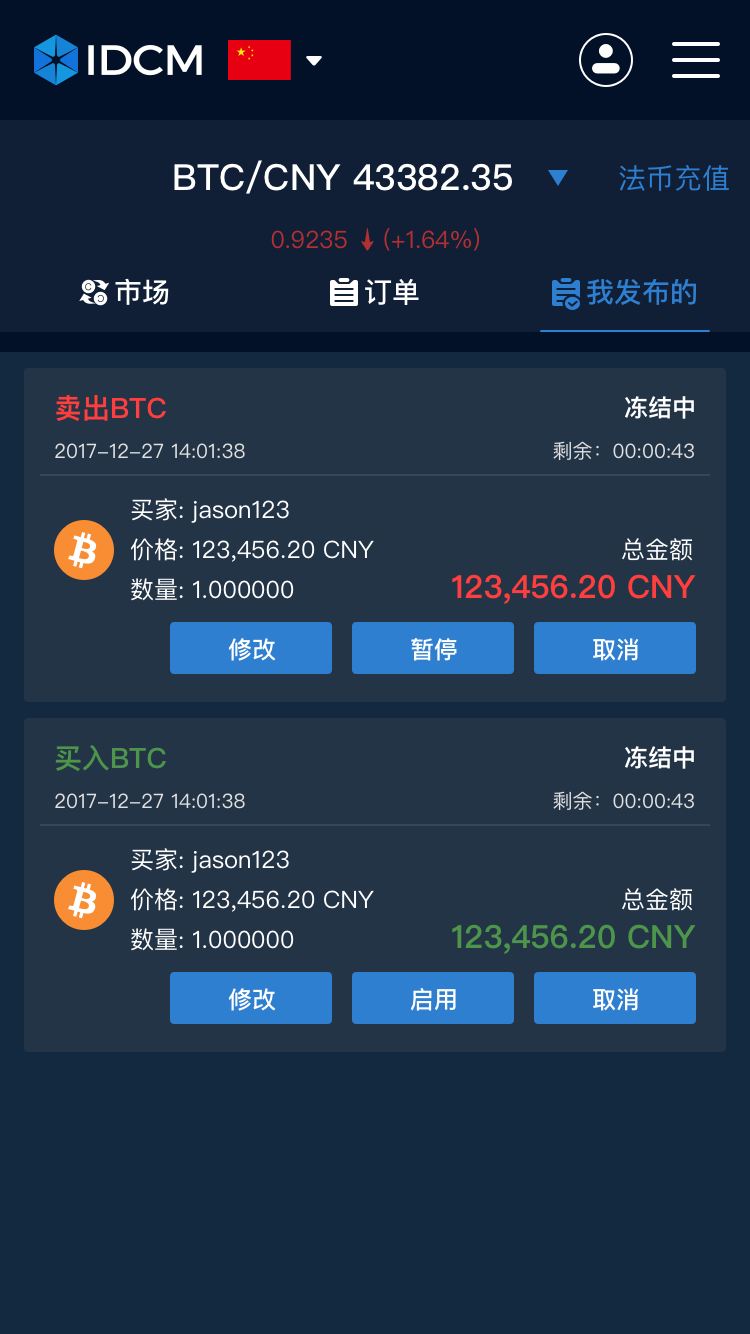 IDCM
BTC/CNY 43382.35 法币充值
0.9235 (+1.64%)
市场 订单 我发布的
卖出BTC 冻结中
2017-12-27 14:01:38 剩余：00:00:43
买家: jason123
价格: 123,456.20 CNY 总金额
数量: 1.000000 123,456.20 CNY
修改 暂停 取消
买入BTC 冻结中
2017-12-27 14:01:38 剩余：00:00:43
买家: jason123
价格: 123,456.20 CNY 总金额
数量: 1.000000 123,456.20 CNY
修改 启用 取消